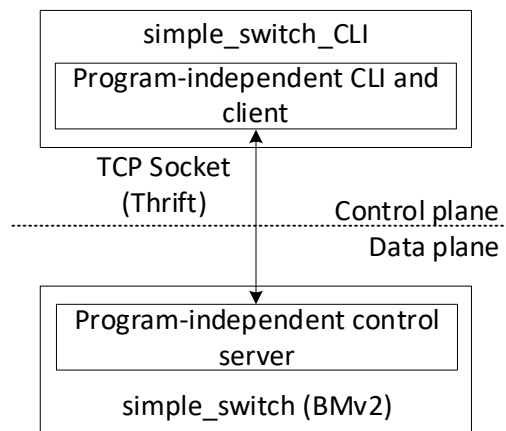 simple_switch_CLI
Program-independent CLI and
client
TCP Socket
(Thrift)
Control plane
Data plane
Program-independent control
server
simple_switch (BMv2)